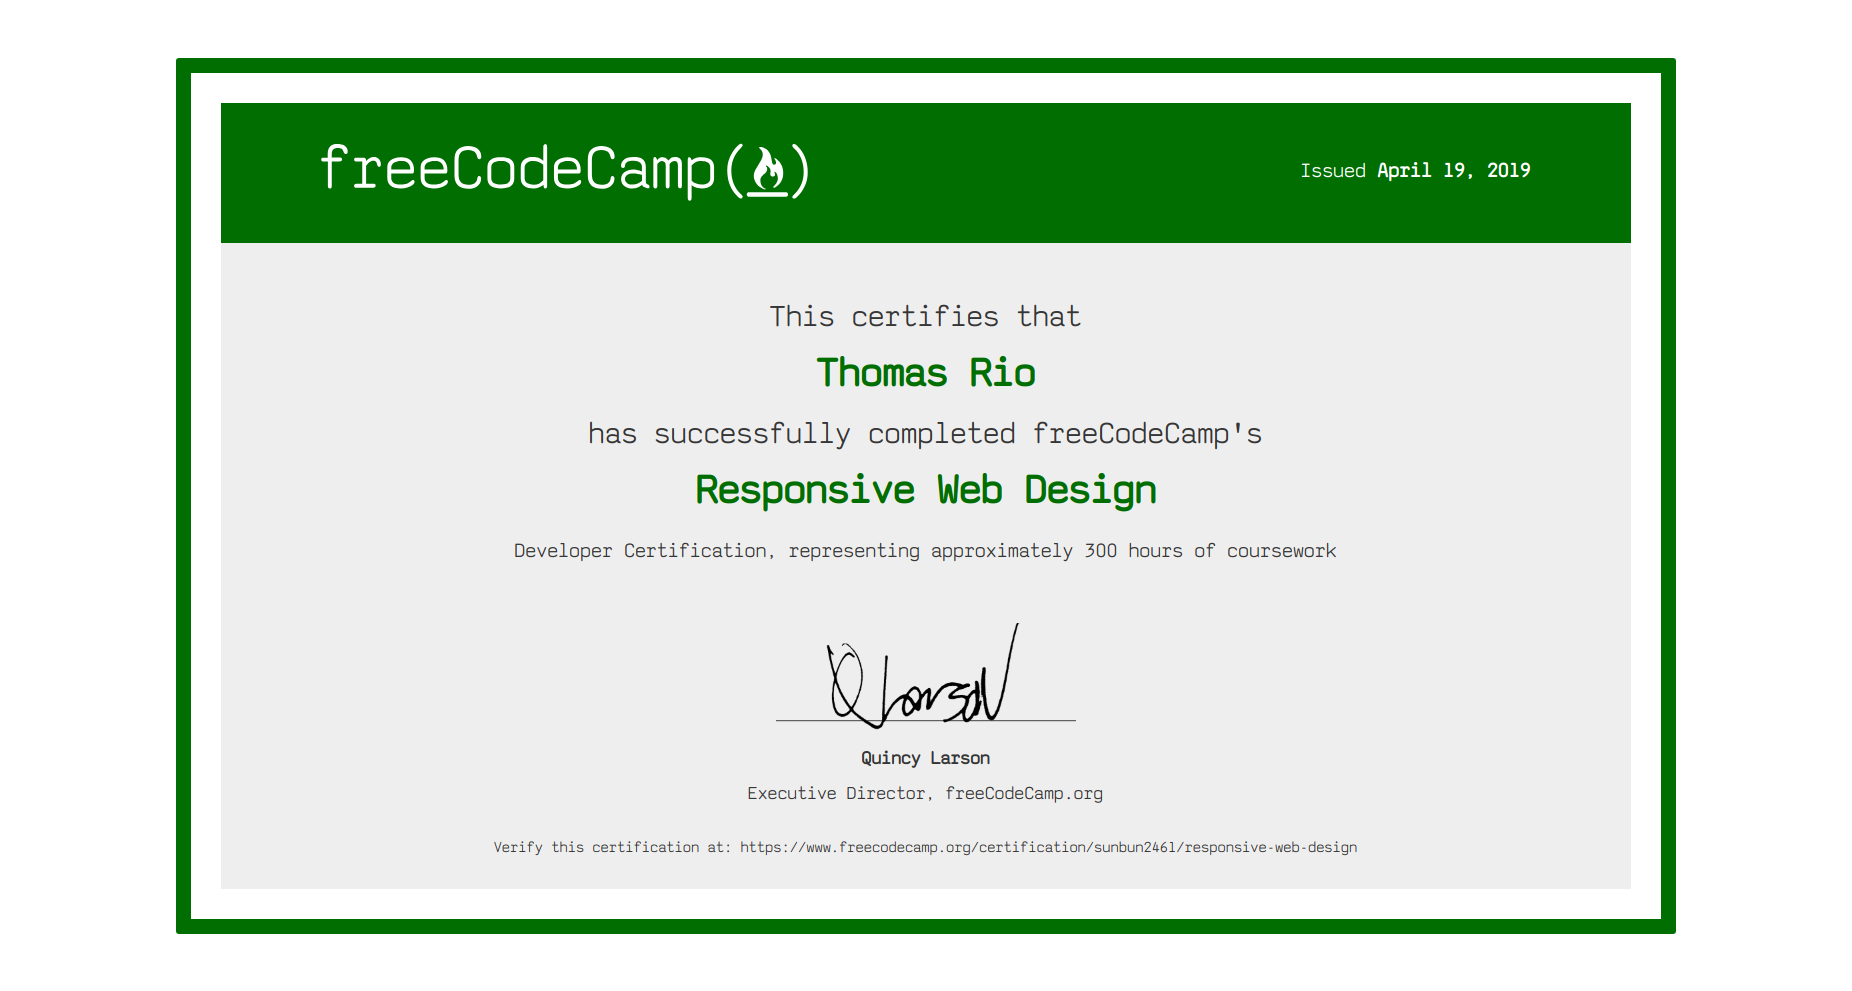 freeCodeCamp()
Issued April 19, 2019
This certifies that
Thomas Rio
has successfully completed freeCodeCamp's
Responsive Web Design
Developer Certification, representing approximately 300 hours of coursework
Q Larson
Quincy Larson
Executive Director, freeCodeCamp.org
Verify this certification at: https://www.freecodecamp.org/certification/sunbun2461/responsive-web-design